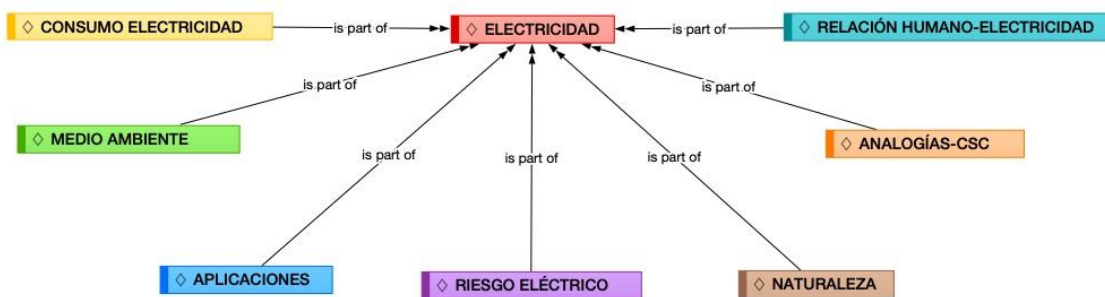 ◇ CONSUMO ELECTRICIDAD
is part of
◇ ELECTRICIDAD
is part of
◇ RELACIÓN HUMANO-ELECTRICIDAD
is part of
is part of
◇ MEDIO AMBIENTE
◇ ANALOGÍAS-CSC
is part of
is part of
is part of
◇ APLICACIONES
◇ RIESGO ELÉCTRICO
◇ NATURALEZA